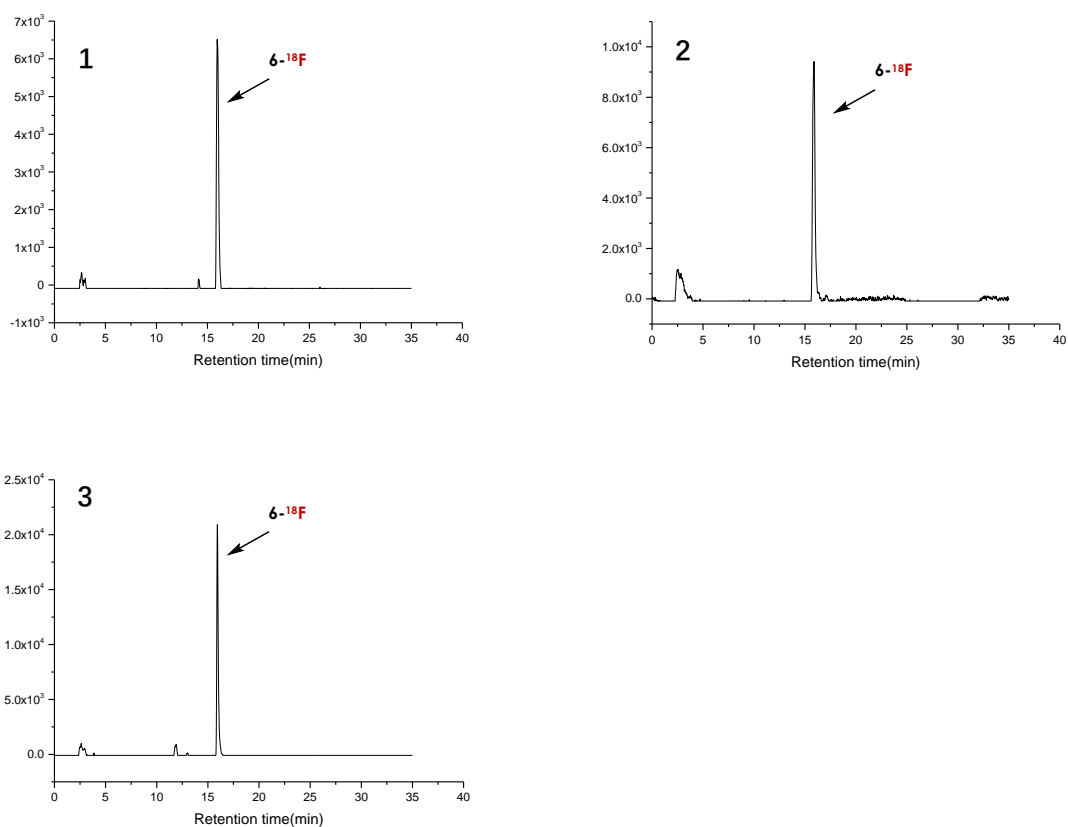 7x10³
6x10³
5x10³
4x10³
3x10³
2x10³
1x10³
0
-1x10³
1
6-¹⁸F
0 5 10 15 20 25 30 35 40
Retention time(min)
1.0x10⁴
8.0x10³
6.0x10³
4.0x10³
2.0x10³
0.0
2
6-¹⁸F
0 5 10 15 20 25 30 35 40
Retention time(min)
2.5x10⁴
2.0x10⁴
1.5x10⁴
1.0x10⁴
5.0x10³
0.0
3
6-¹⁸F
0 5 10 15 20 25 30 35 40
Retention time(min)